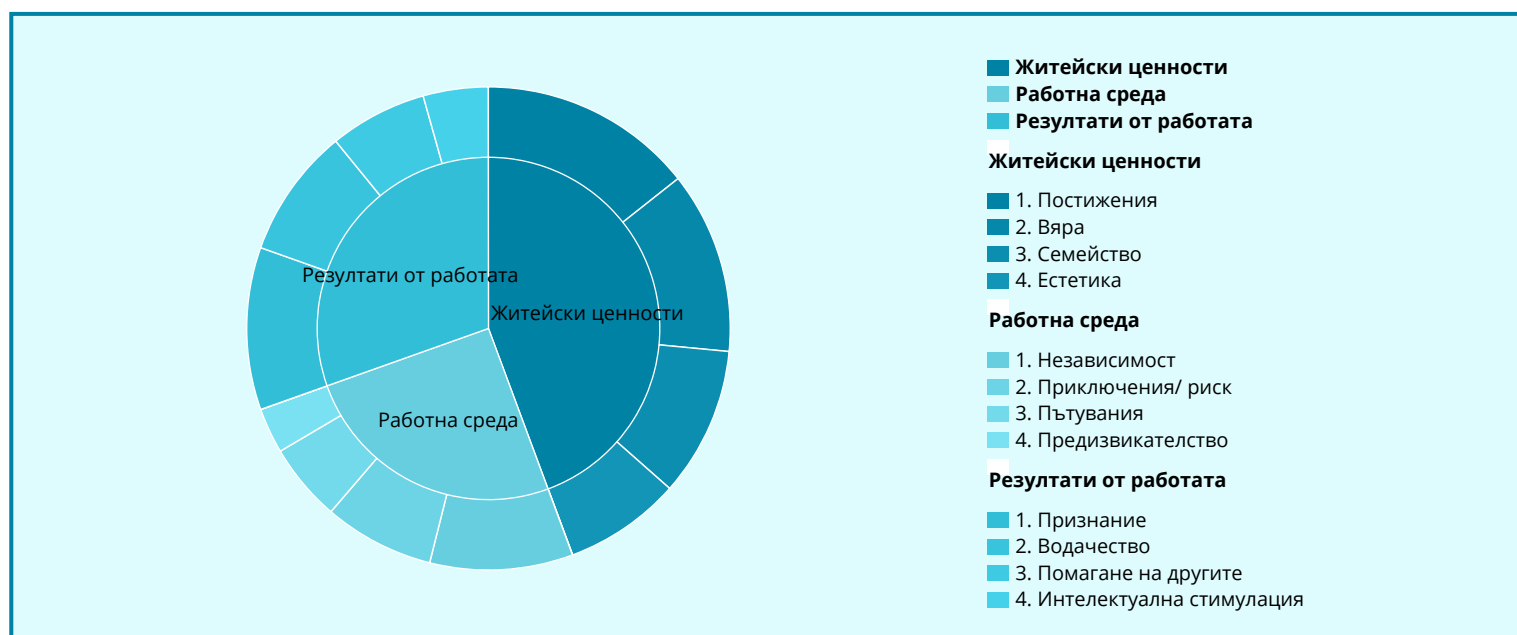 Резултати от работата
Житейски ценности
Работна среда
Житейски ценности
Работна среда
Резултати от работата
Житейски ценности
1. Постижения
2. Вяра
3. Семейство
4. Естетика
Работна среда
1. Независимост
2. Приключения/ риск
3. Пътувания
4. Предизвикателство
Резултати от работата
1. Признание
2. Водачество
3. Помагане на другите
4. Интелектуална стимулация